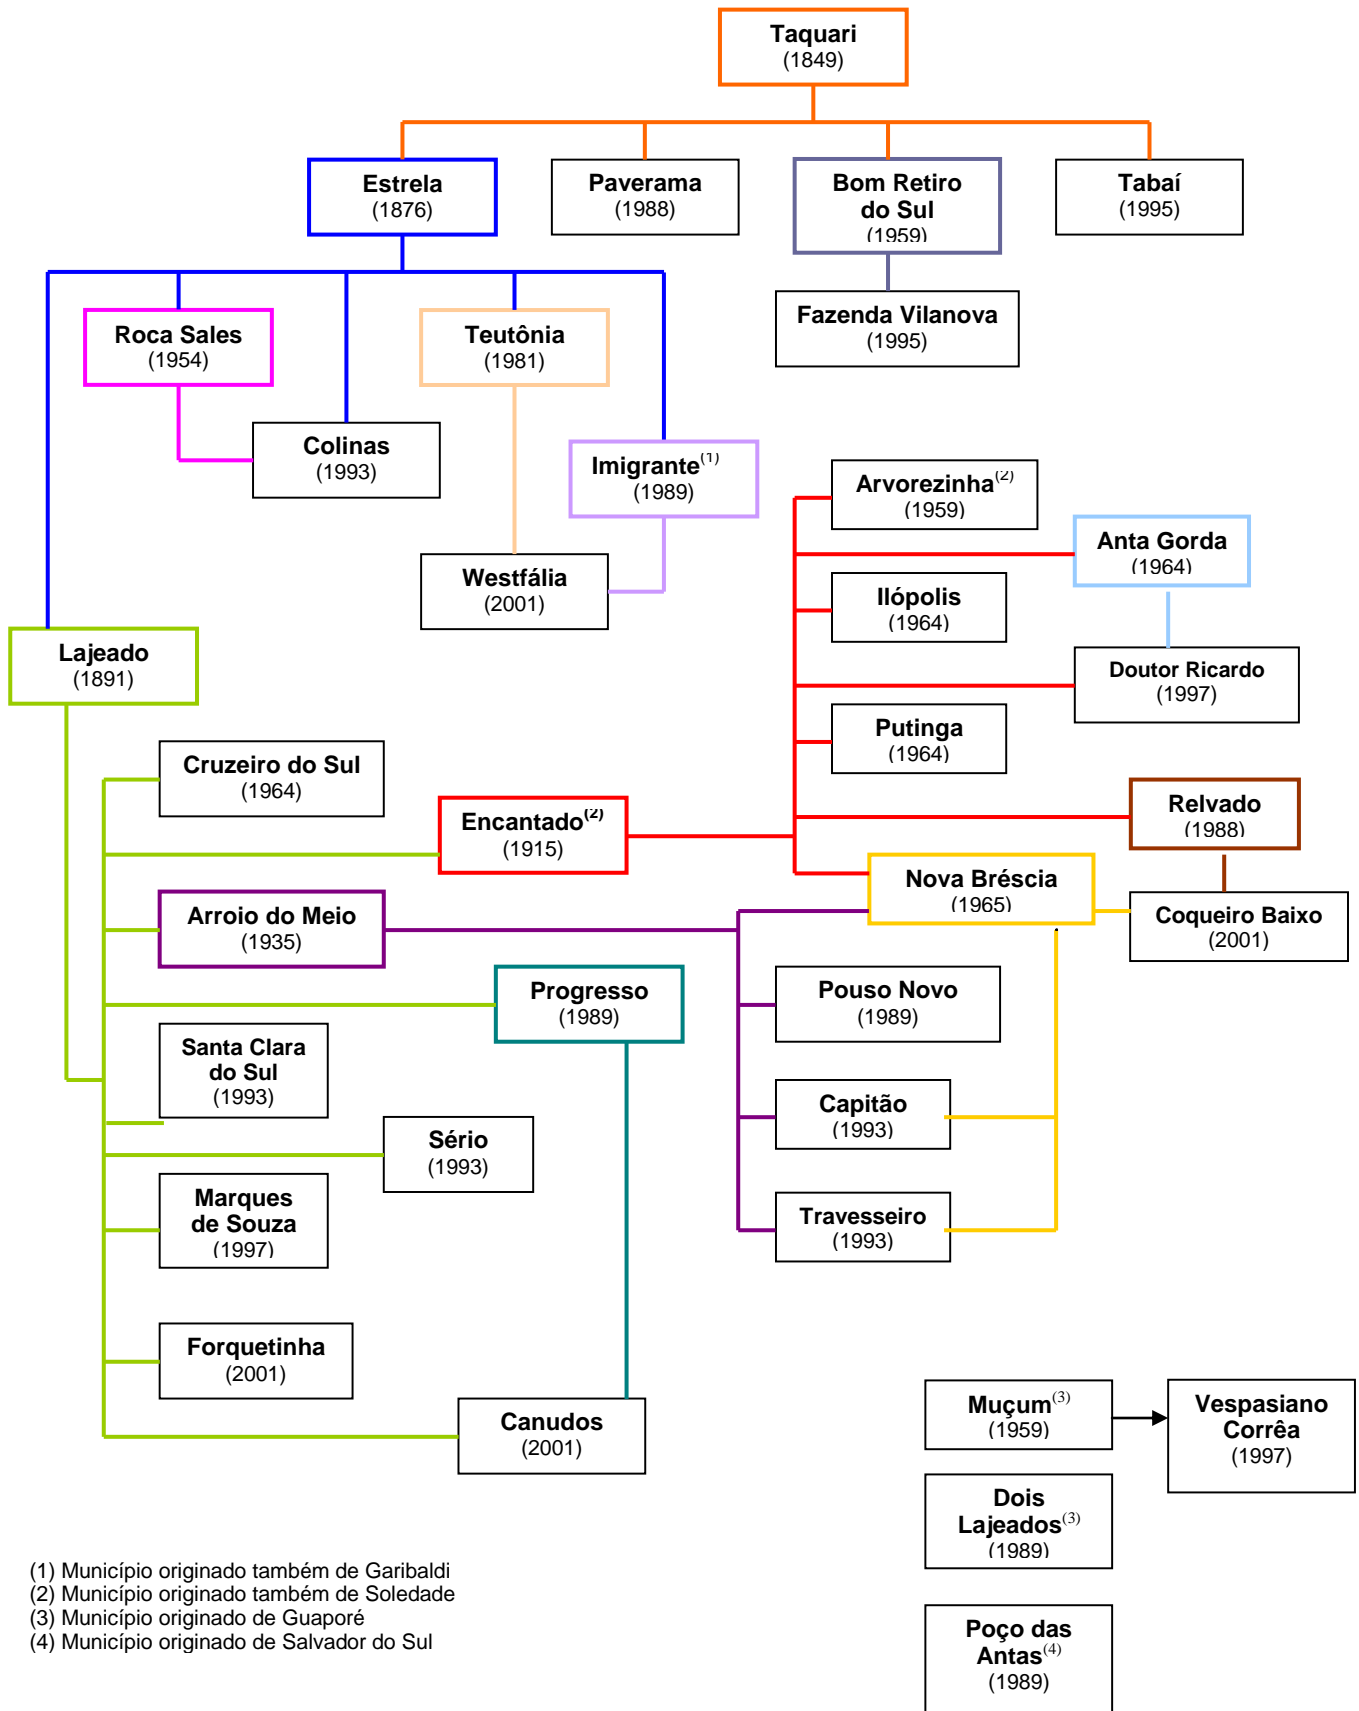 Taquari
(1849)
Estrela
(1876)
Paverama
(1988)
Bom Retiro
do Sul
(1959)
Tabaí
(1995)
Fazenda Vilanova
(1995)
Roca Sales
(1954)
Teutônia
(1981)
Colinas
(1993)
Imigrante(1)
(1989)
Westfália
(2001)
Arvorezinha(2)
(1959)
Anta Gorda
(1964)
Ilópolis
(1964)
Doutor Ricardo
(1997)
Putinga
(1964)
Lajeado
(1891)
Cruzeiro do Sul
(1964)
Encantado(2)
(1915)
Relvado
(1988)
Nova Bréscia
(1965)
Coqueiro Baixo
(2001)
Arroio do Meio
(1935)
Progresso
(1989)
Pouso Novo
(1989)
Santa Clara
do Sul
(1993)
Capitão
(1993)
Sério
(1993)
Marques
de Souza
(1997)
Travesseiro
(1993)
Forquetinha
(2001)
Canudos
(2001)
Muçum(3)
(1959)
Vespasiano
Corrêa
(1997)
Dois
Lajeados(3)
(1989)
Poço das
Antas(4)
(1989)
(1) Município originado também de Garibaldi
(2) Município originado também de Soledade
(3) Município originado de Guaporé
(4) Município originado de Salvador do Sul